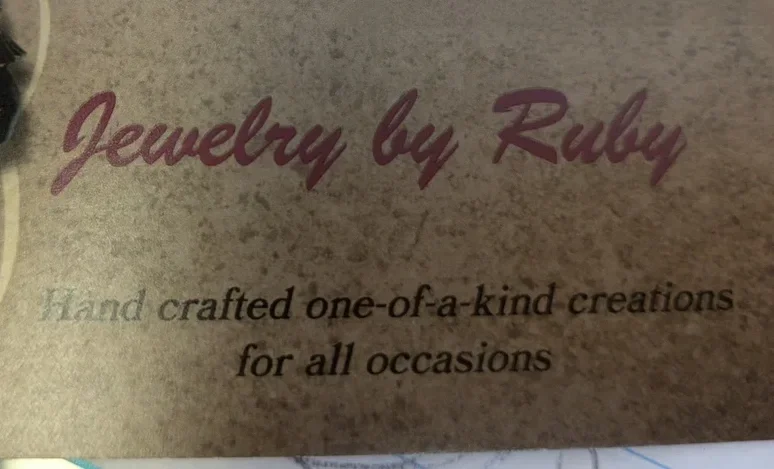 Jewelry by Ruby
Hand crafted one-of-a-kind creations
for all occasions